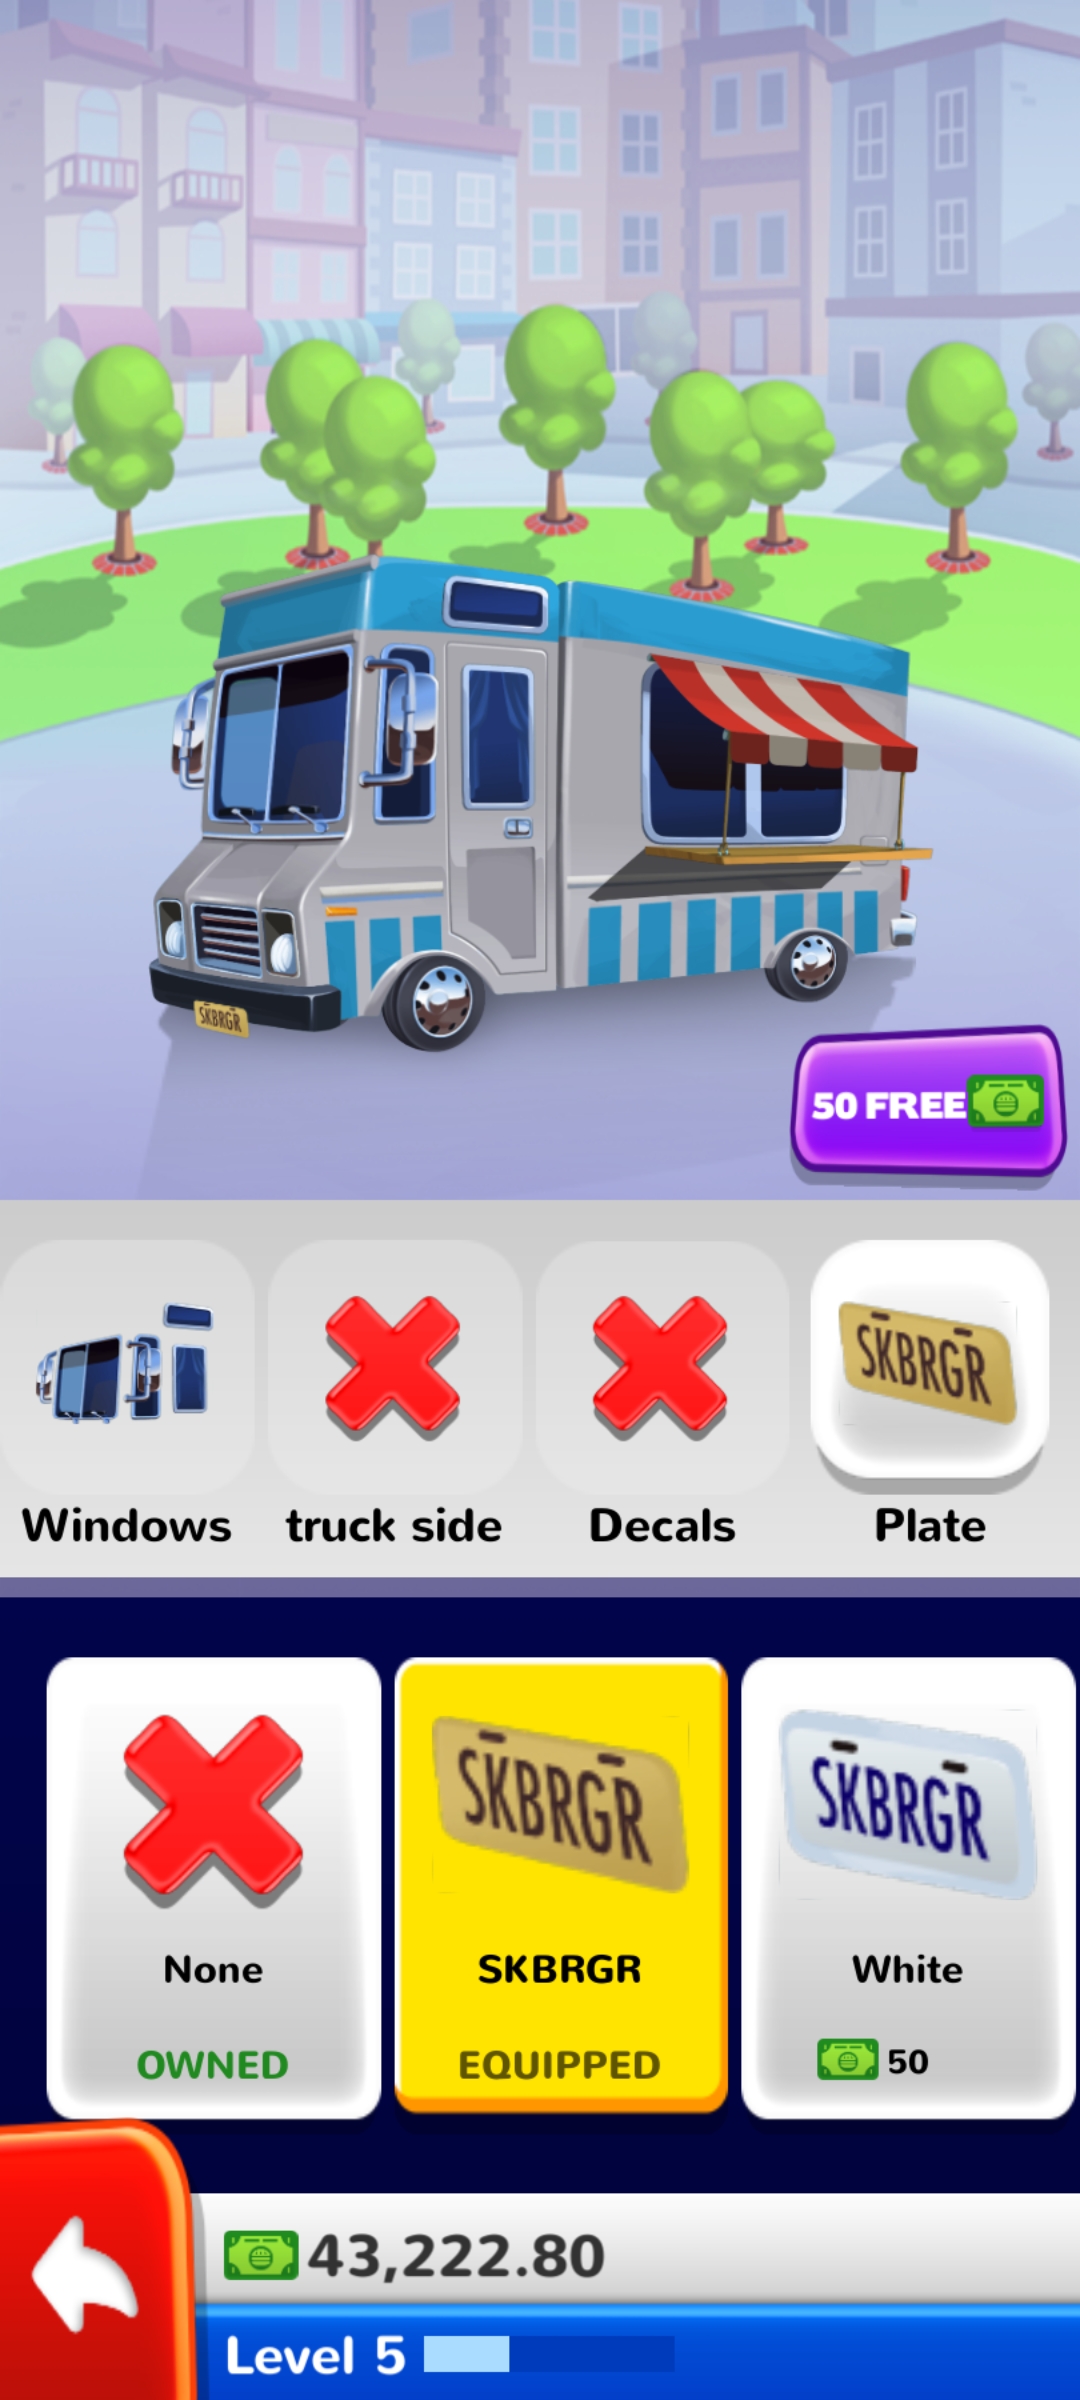 SKBRGR
50 FREE
SKBRGR
Windows
truck side
Decals
Plate
SKBRGR
SKBRGR
None
SKBRGR
White
OWNED
EQUIPPED
50
43,222.80
Level 5